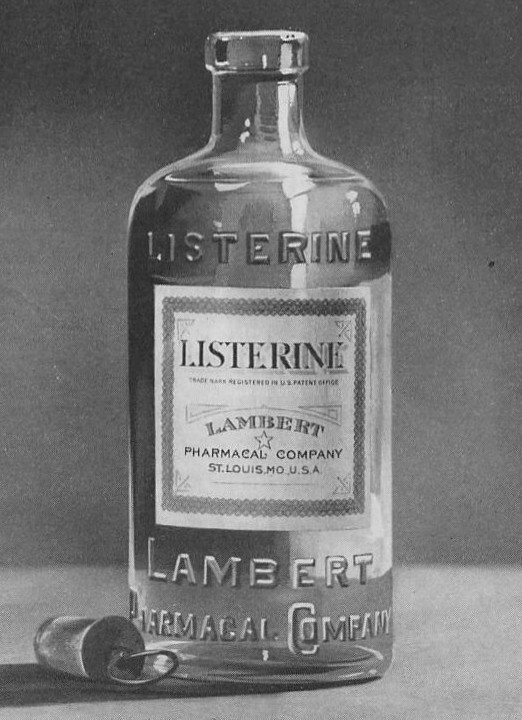 LISTERINE
LISTERINE
TRADE MARK REGISTERED IN U.S. PATENT OFFICE
LAMBERT
PHARMACAL COMPANY
ST. LOUIS, MO., U.S.A.
LAMBERT
PHARMACAL COMPANY